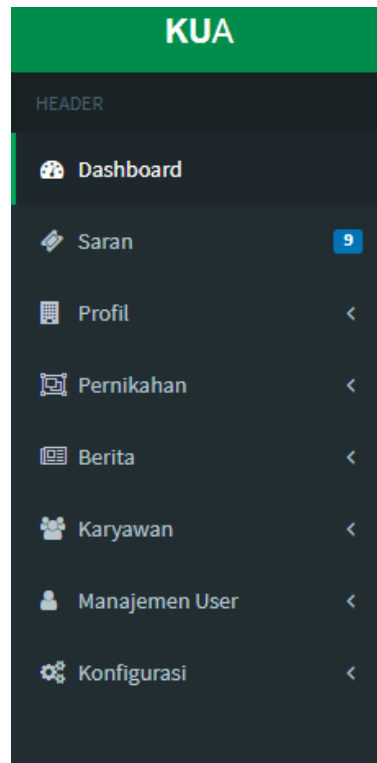 KUA
HEADER
Dashboard
Saran 9
Profil
Pernikahan
Berita
Karyawan
Manajemen User
Konfigurasi